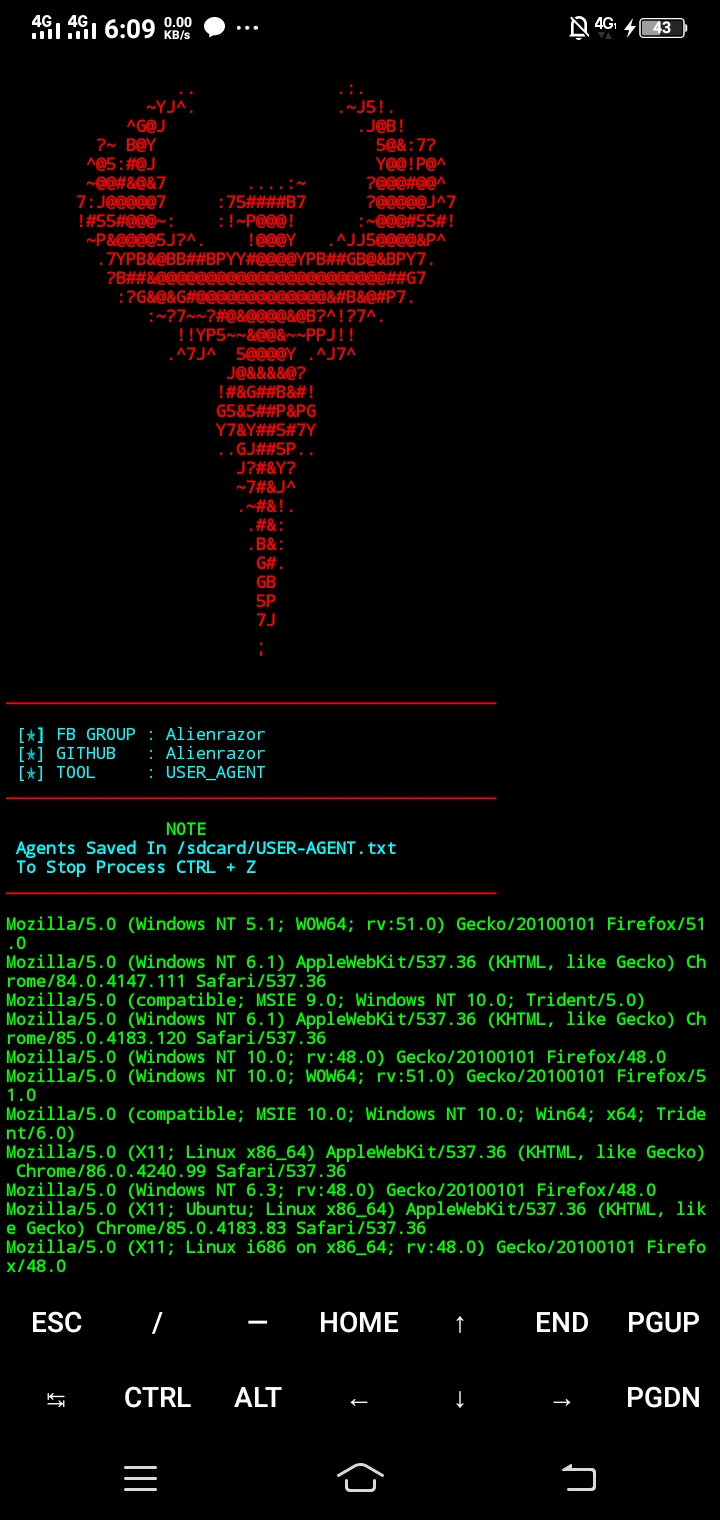 4G 4G 6:09 0.00 KB/s ... 4G 43
..              .:.
~YJ^.              .~J5!.
^G@J                   .J@B!
?~ B@Y                      5@&:7?
^@5:#@J                      Y@@!P@^
~@@#&@&7        ....:~      ?@@@#@@^
7:J@@@@@7     :75####B7      ?@@@@@J^7
!#55#@@@~:    :!~P@@@!      :~@@@#55#!
~P&@@@@5J?^.    !@@@Y   .^JJ5@@@@&P^
.7YPB&@BB##BPYY#@@@@YPB##GB@&BPY7.
?B##&@@@@@@@@@@@@@@@@@@@@@@@##G7
:?G&@&G#@@@@@@@@@@@@@&#B&@#P7.
:~?7~~?#@&@@@@&@B?^!?7^.
!!YP5~~&@@&~~PPJ!!
.^7J^  5@@@@Y .^J7^
J@&&&&@?
!#&G##B&#!
G5&5##P&PG
Y7&Y##5#7Y
..GJ##5P..
J?#&Y?
~7#&J^
.~#&!.
.#&:
.B&:
G#.
GB
5P
7J
[*] FB GROUP : Alienrazor
[*] GITHUB   : Alienrazor
[*] TOOL     : USER_AGENT
NOTE
Agents Saved In /sdcard/USER-AGENT.txt
To Stop Process CTRL + Z
Mozilla/5.0 (Windows NT 5.1; WOW64; rv:51.0) Gecko/20100101 Firefox/51
.0
Mozilla/5.0 (Windows NT 6.1) AppleWebKit/537.36 (KHTML, like Gecko) Ch
rome/84.0.4147.111 Safari/537.36
Mozilla/5.0 (compatible; MSIE 9.0; Windows NT 10.0; Trident/5.0)
Mozilla/5.0 (Windows NT 6.1) AppleWebKit/537.36 (KHTML, like Gecko) Ch
rome/85.0.4183.120 Safari/537.36
Mozilla/5.0 (Windows NT 10.0; rv:48.0) Gecko/20100101 Firefox/48.0
Mozilla/5.0 (Windows NT 10.0; WOW64; rv:51.0) Gecko/20100101 Firefox/5
1.0
Mozilla/5.0 (compatible; MSIE 10.0; Windows NT 10.0; Win64; x64; Tride
nt/6.0)
Mozilla/5.0 (X11; Linux x86_64) AppleWebKit/537.36 (KHTML, like Gecko)
Chrome/86.0.4240.99 Safari/537.36
Mozilla/5.0 (Windows NT 6.3; rv:48.0) Gecko/20100101 Firefox/48.0
Mozilla/5.0 (X11; Ubuntu; Linux x86_64) AppleWebKit/537.36 (KHTML, lik
e Gecko) Chrome/85.0.4183.83 Safari/537.36
Mozilla/5.0 (X11; Linux i686 on x86_64; rv:48.0) Gecko/20100101 Firefo
x/48.0
ESC / — HOME ↑ END PGUP
↹ CTRL ALT ← ↓ → PGDN